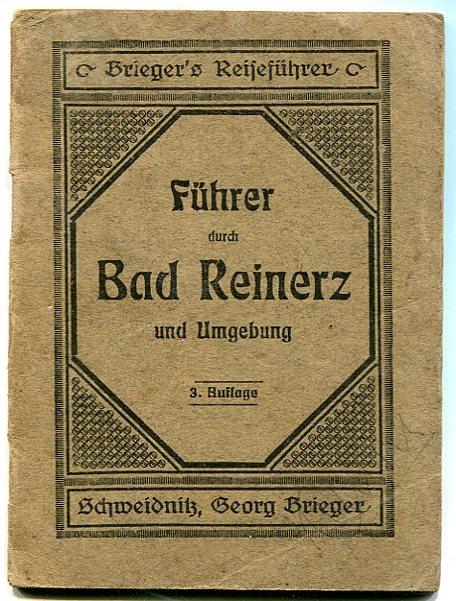 Brieger's Reiseführer
Führer
durch
Bad Reinerz
und Umgebung
3. Auflage
Schweidnitz, Georg Brieger